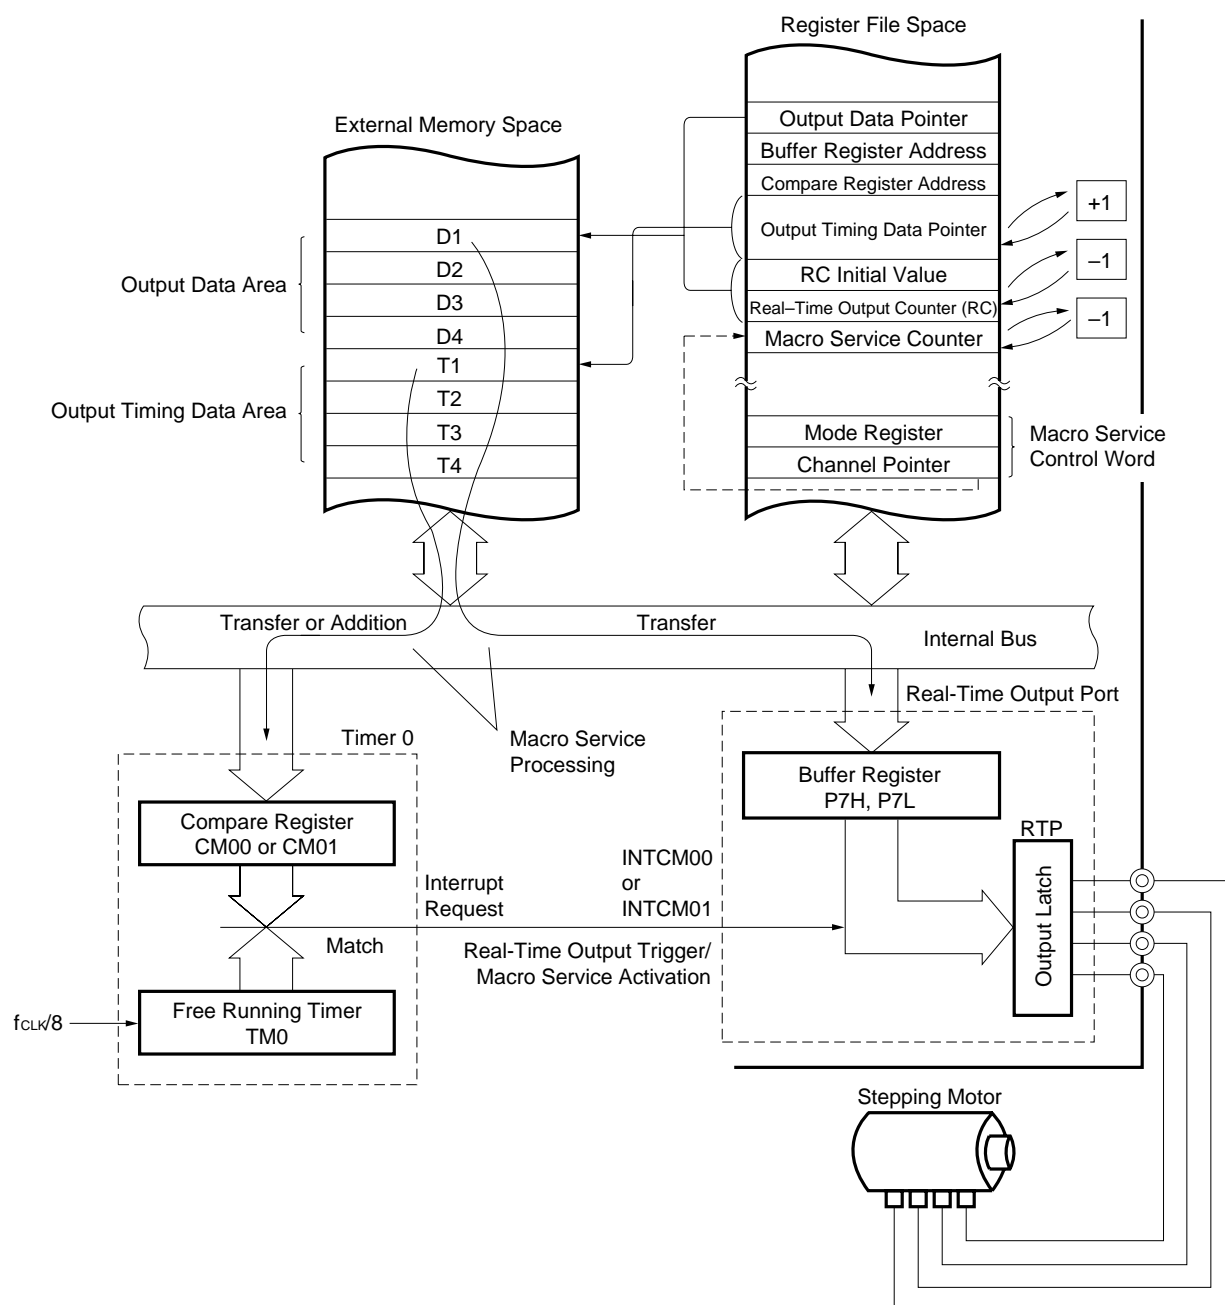 Register File Space
Output Data Pointer
Buffer Register Address
Compare Register Address
Output Timing Data Pointer
RC Initial Value
Real–Time Output Counter (RC)
Macro Service Counter
Mode Register
Channel Pointer
+1
–1
–1
Macro Service
Control Word
External Memory Space
D1
D2
D3
D4
T1
T2
T3
T4
Output Data Area
Output Timing Data Area
Transfer or Addition
Transfer
Internal Bus
Real-Time Output Port
Timer 0
Macro Service
Processing
Compare Register
CM00 or CM01
Match
Free Running Timer
TM0
fCLK/8
Interrupt
Request
INTCM00
or
INTCM01
Real-Time Output Trigger/
Macro Service Activation
Buffer Register
P7H, P7L
RTP
Output Latch
Stepping Motor